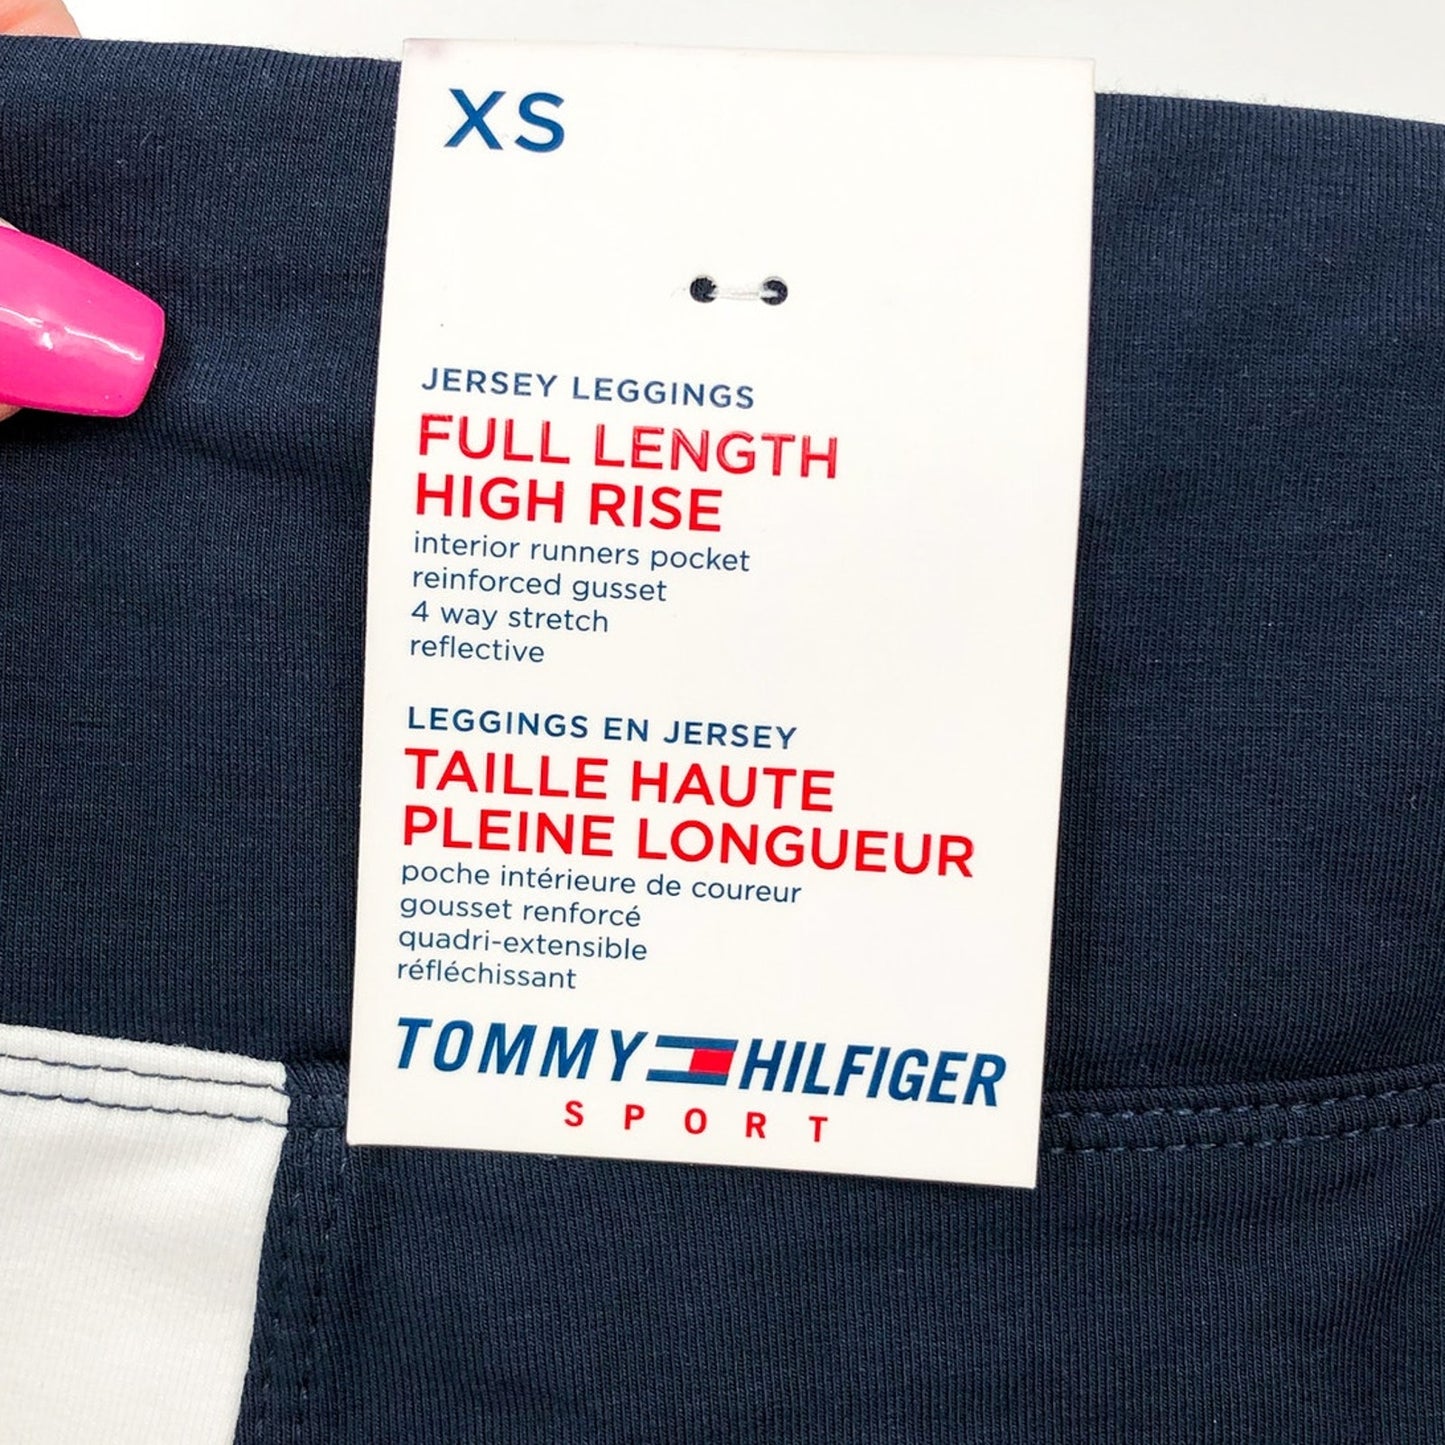 XS
JERSEY LEGGINGS
FULL LENGTH
HIGH RISE
interior runners pocket
reinforced gusset
4 way stretch
reflective
LEGGINGS EN JERSEY
TAILLE HAUTE
PLEINE LONGUEUR
poche intérieure de coureur
gousset renforcé
quadri-extensible
réfléchissant
TOMMY HILFIGER
SPORT